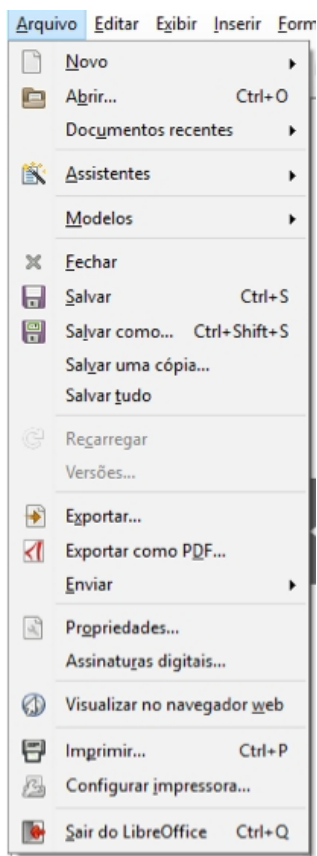 Arquivo Editar Exibir Inserir Form
Novo
Abrir... Ctrl+O
Documentos recentes
Assistentes
Modelos
Fechar
Salvar Ctrl+S
Salvar como... Ctrl+Shift+S
Salvar uma cópia...
Salvar tudo
Recarregar
Versões...
Exportar...
Exportar como PDF...
Enviar
Propriedades...
Assinaturas digitais...
Visualizar no navegador web
Imprimir... Ctrl+P
Configurar impressora...
Sair do LibreOffice Ctrl+Q